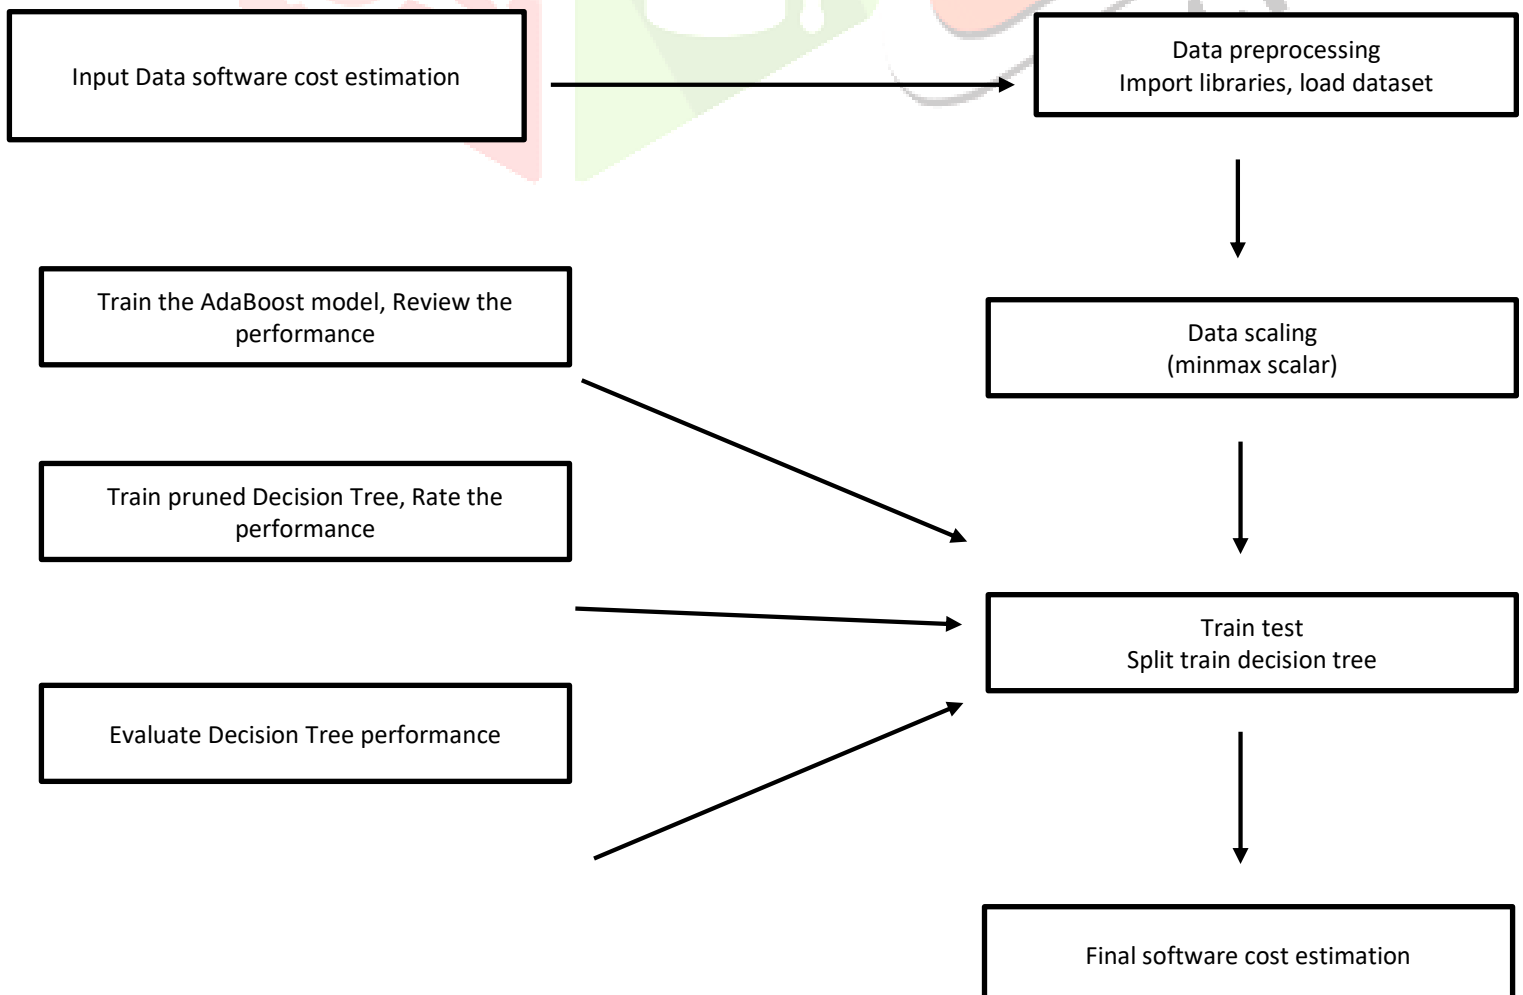 Input Data software cost estimation
Data preprocessing
Import libraries, load dataset
Train the AdaBoost model, Review the
performance
Data scaling
(minmax scalar)
Train pruned Decision Tree, Rate the
performance
Train test
Split train decision tree
Evaluate Decision Tree performance
Final software cost estimation